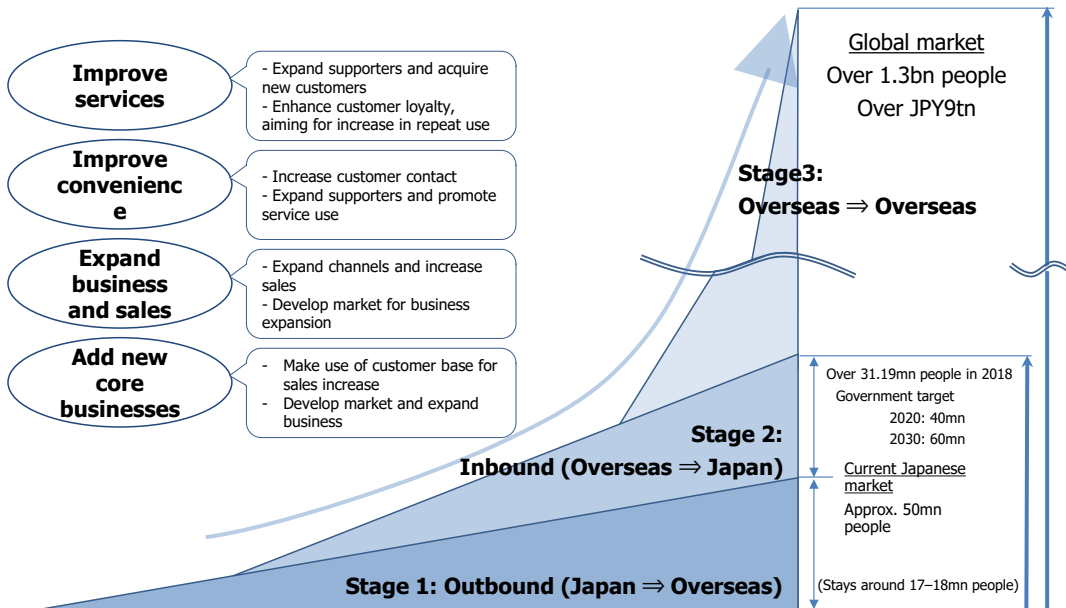 Improve
services
- Expand supporters and acquire
new customers
- Enhance customer loyalty,
aiming for increase in repeat use
Improve
convenienc
e
- Increase customer contact
- Expand supporters and promote
service use
Expand
business
and sales
- Expand channels and increase
sales
- Develop market for business
expansion
Add new
core
businesses
- Make use of customer base for
sales increase
- Develop market and expand
business
Global market
Over 1.3bn people
Over JPY9tn
Stage3:
Overseas ⇒ Overseas
Over 31.19mn people in 2018
Government target
2020: 40mn
2030: 60mn
Stage 2:
Inbound (Overseas ⇒ Japan)
Current Japanese
market
Approx. 50mn
people
Stage 1: Outbound (Japan ⇒ Overseas)
(Stays around 17–18mn people)